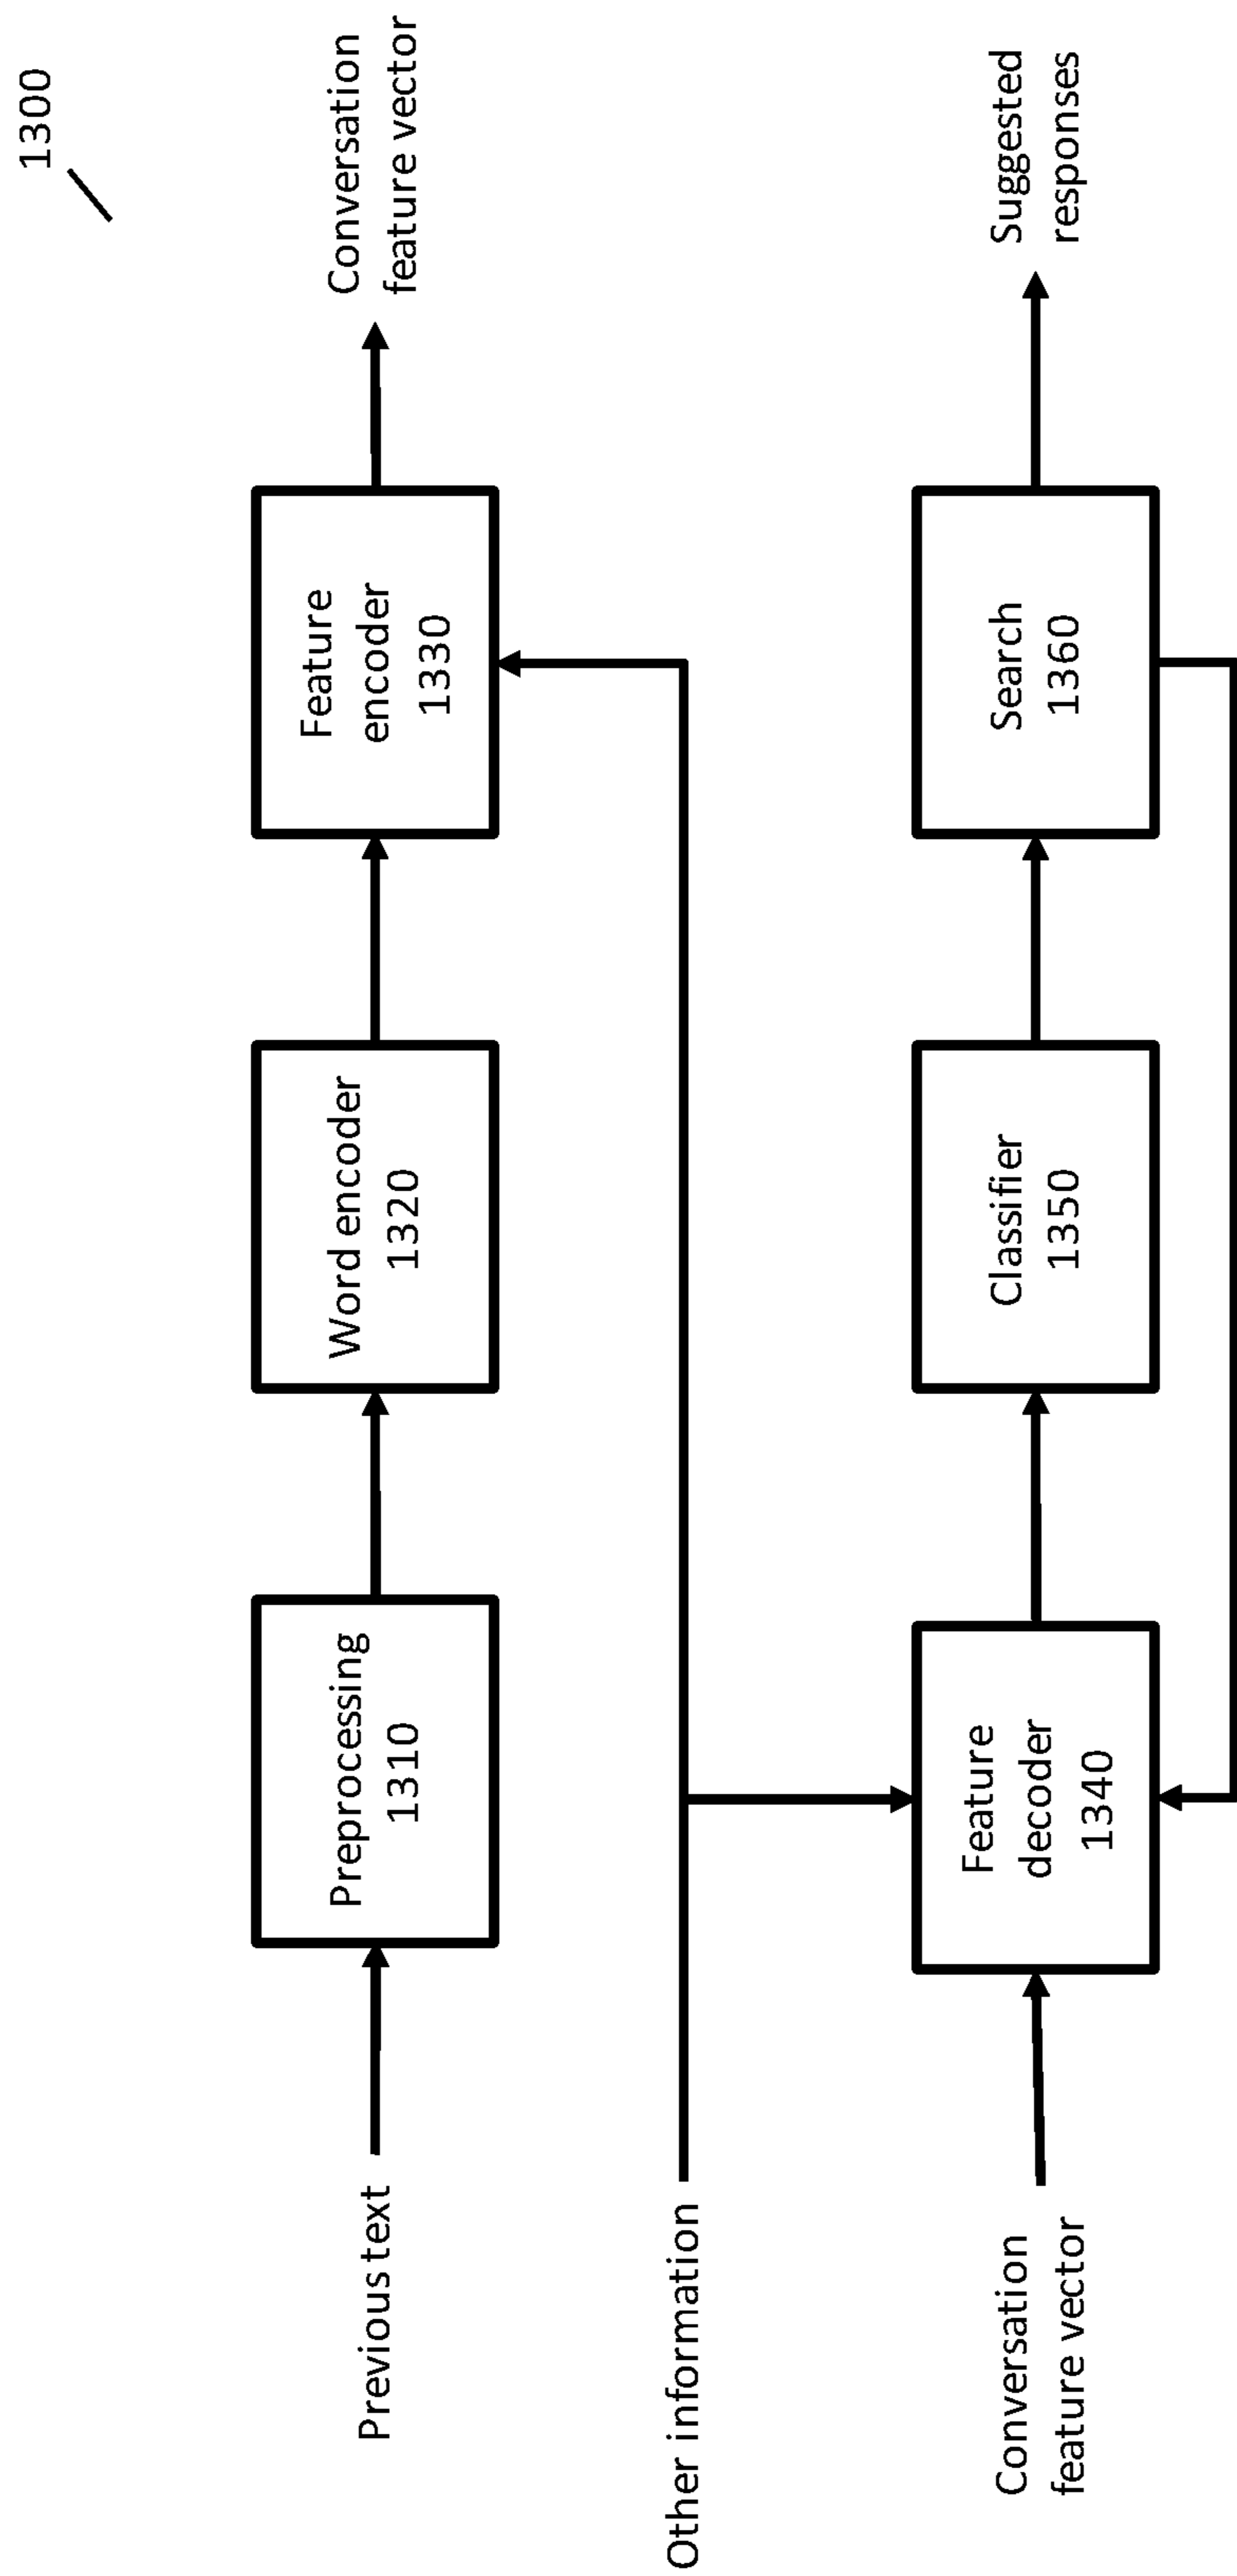 1300
Previous text
Preprocessing
1310
Word encoder
1320
Feature
encoder
1330
Conversation
feature vector
Other information
Conversation
feature vector
Feature
decoder
1340
Classifier
1350
Search
1360
Suggested
responses